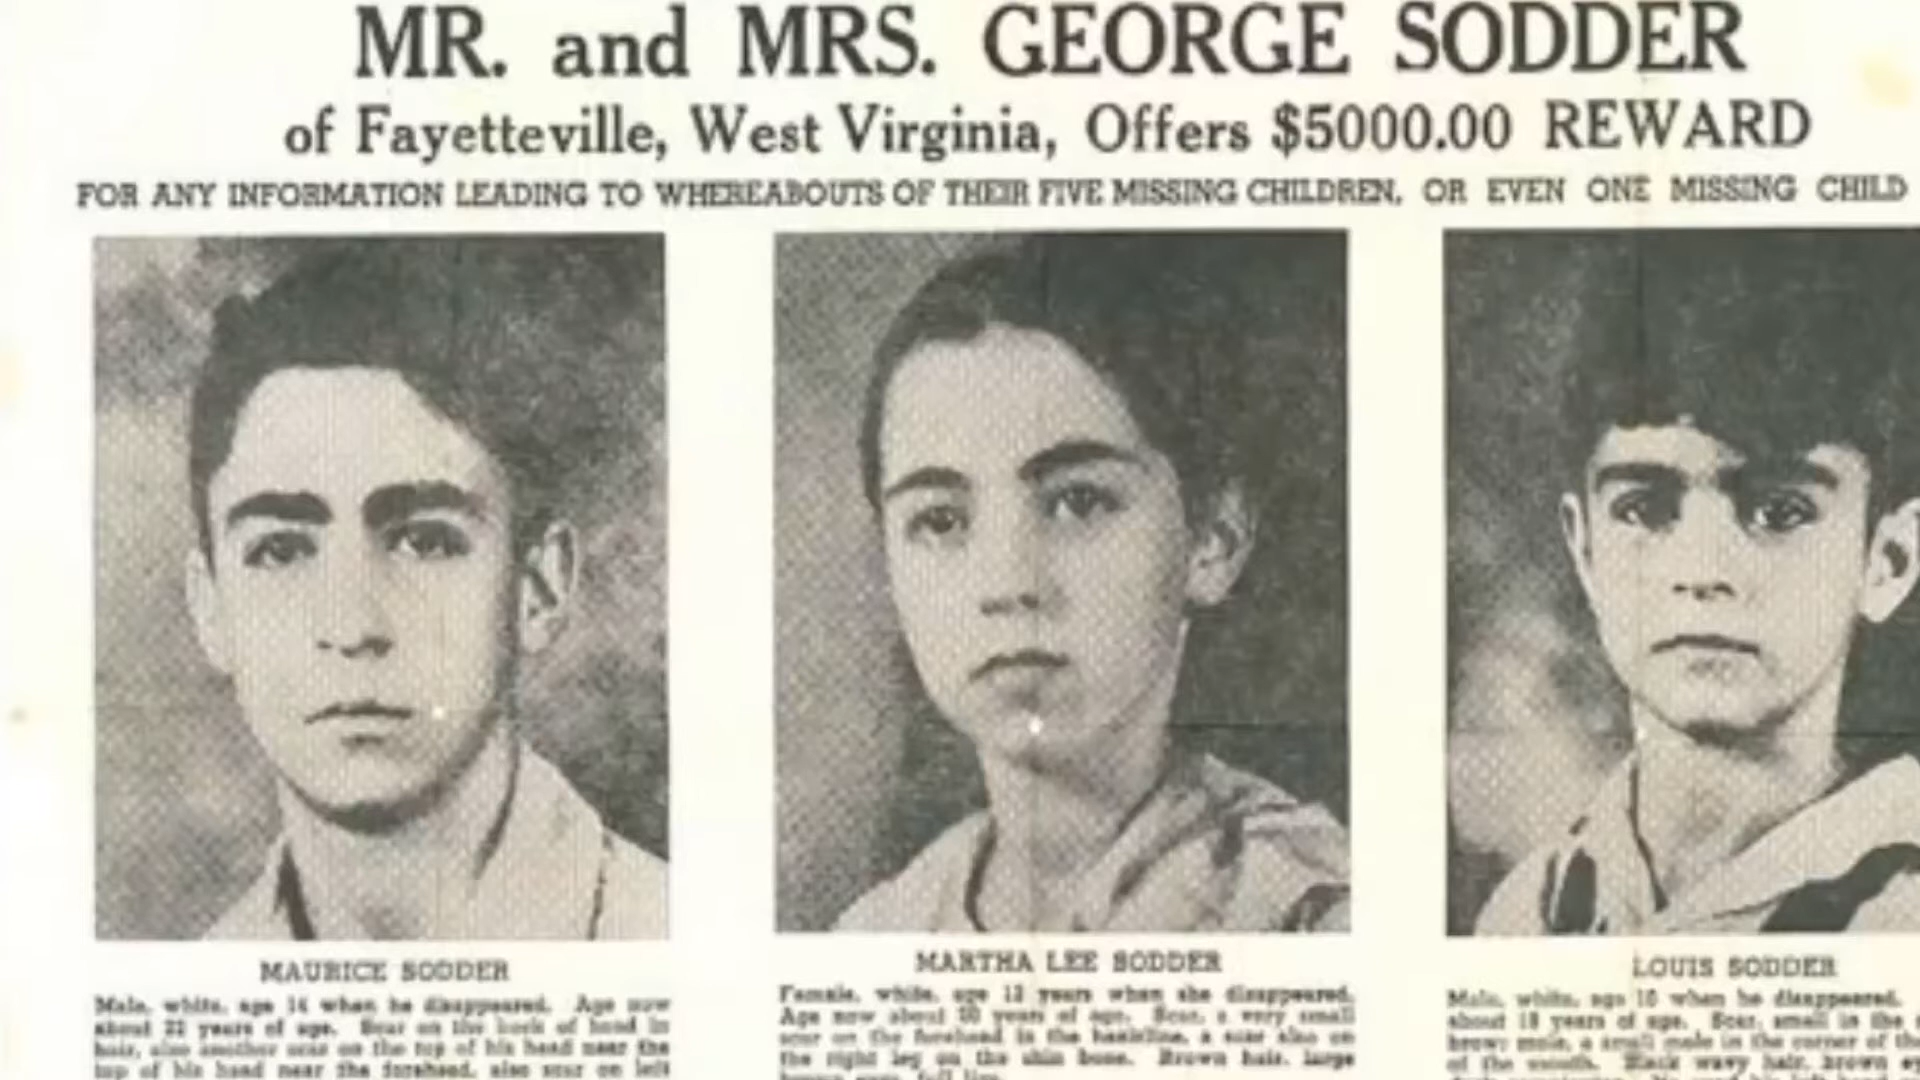 MR. and MRS. GEORGE SODDER
of Fayetteville, West Virginia, Offers $5000.00 REWARD
FOR ANY INFORMATION LEADING TO WHEREABOUTS OF THEIR FIVE MISSING CHILDREN, OR EVEN ONE MISSING CHILD
MAURICE SODDER
Male, white, age 14 when he disappeared. Age now
about 22 years of age. Scar on the back of head in
hair, also another scar on the top of his head near the
top of his head near the forehead, also scar on left
MARTHA LEE SODDER
Female, white, age 12 years when she disappeared.
Age now about 20 years of age. Scar, a very small
scar on the forehead in the hairline, a scar also on
the right leg on the shin bone. Brown hair, large
brown eyes, full lips.
LOUIS SODDER
Male, white, age 10 when he disappeared.
about 18 years of age. Scar, small in the
brow; mole, a small mole in the corner of the
of the mouth. Black wavy hair, brown